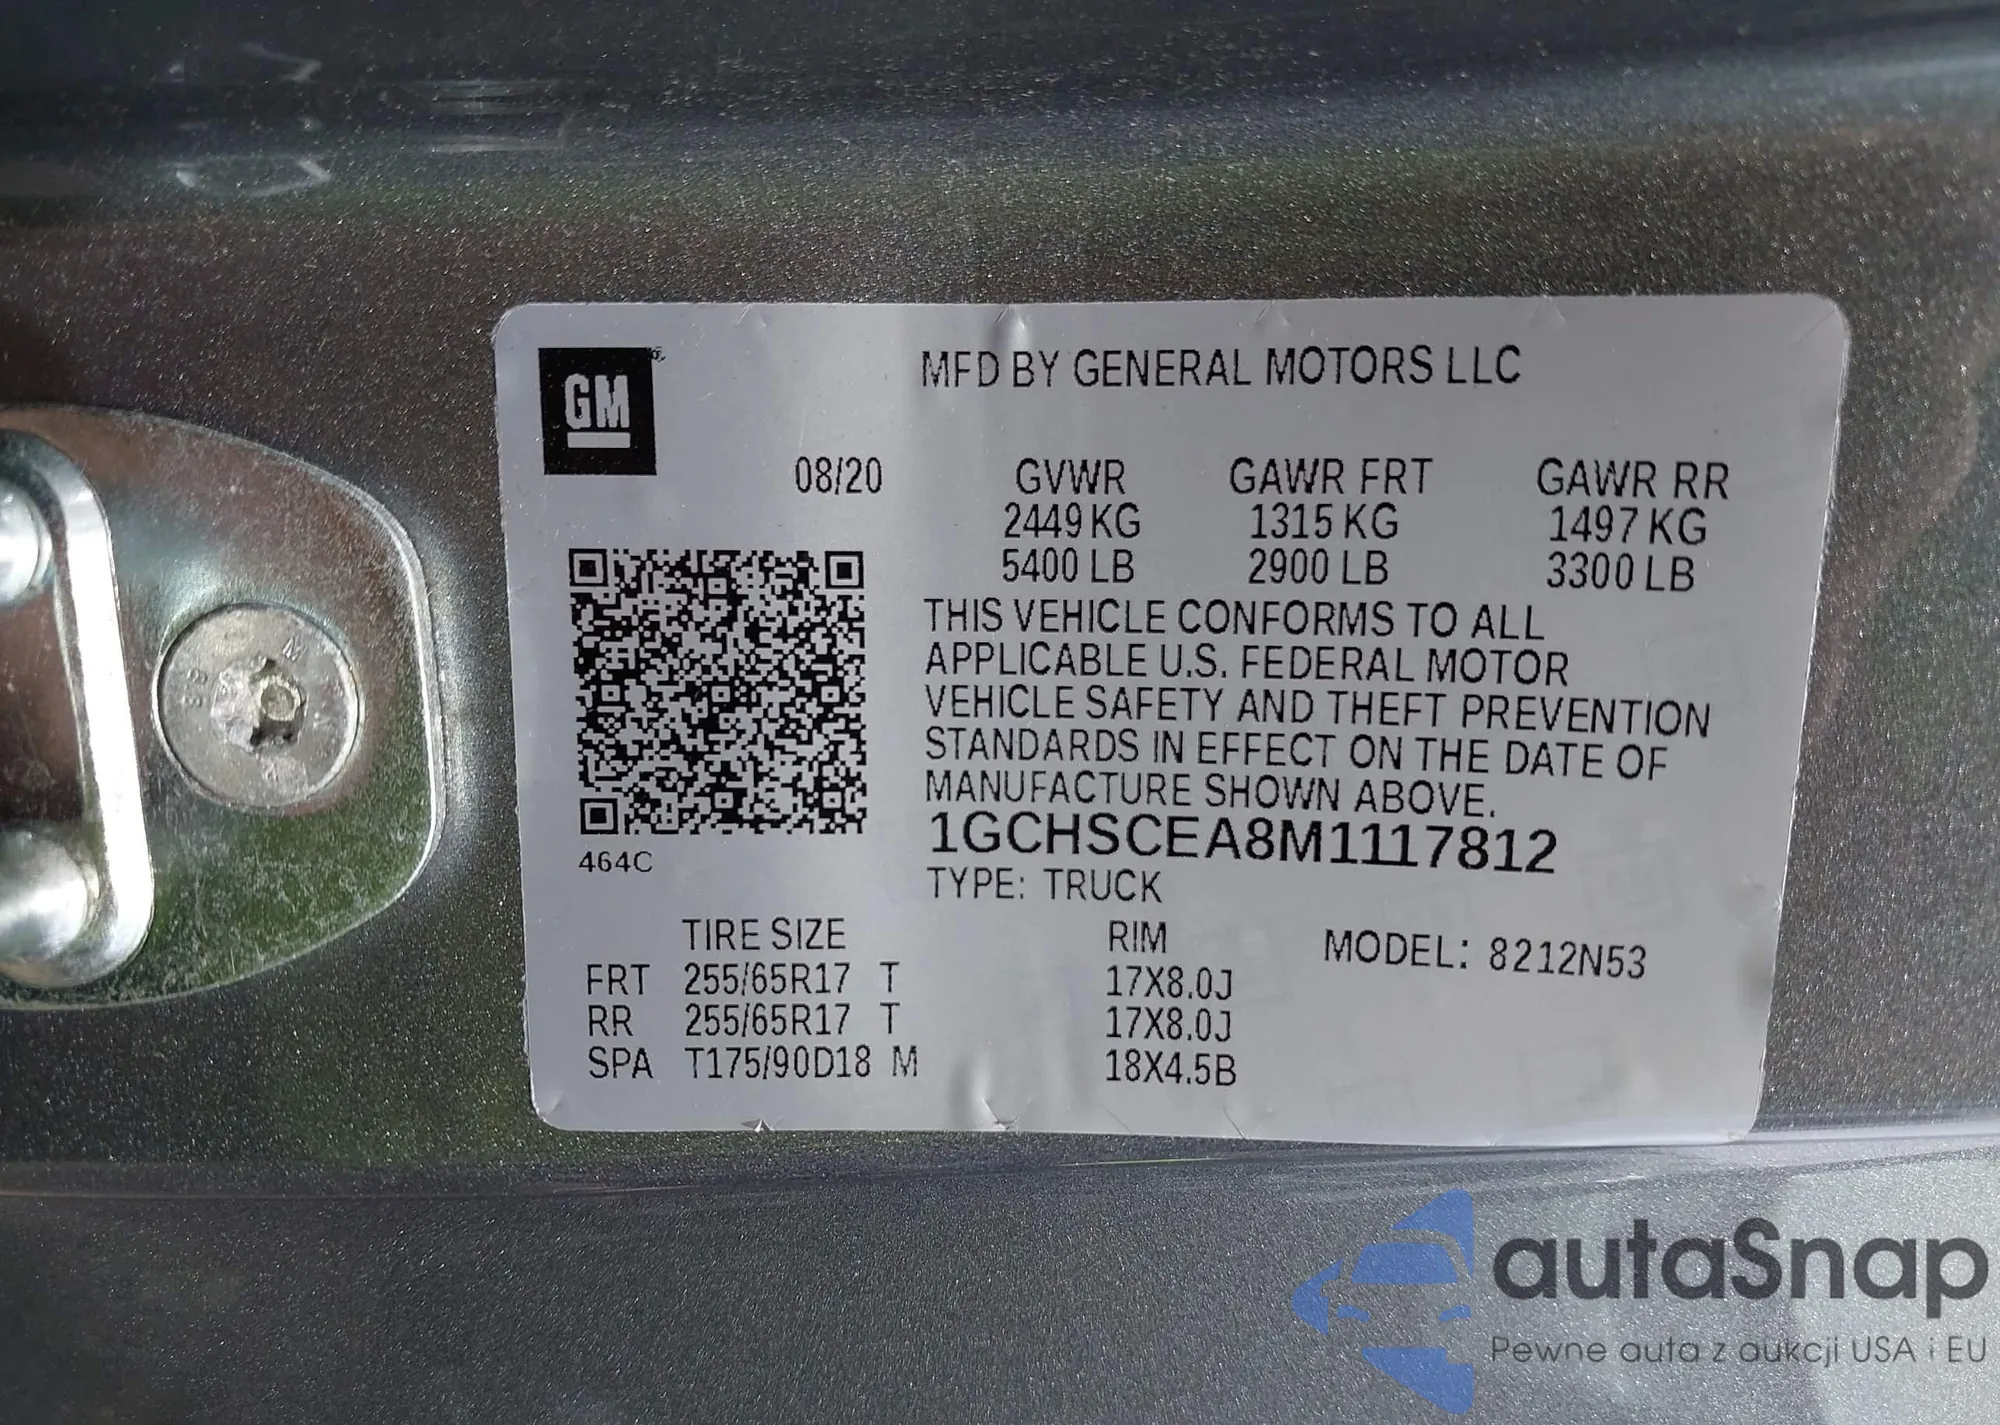 GM
MFD BY GENERAL MOTORS LLC
08/20 GVWR GAWR FRT GAWR RR
2449 KG 1315 KG 1497 KG
5400 LB 2900 LB 3300 LB
THIS VEHICLE CONFORMS TO ALL
APPLICABLE U.S. FEDERAL MOTOR
VEHICLE SAFETY AND THEFT PREVENTION
STANDARDS IN EFFECT ON THE DATE OF
MANUFACTURE SHOWN ABOVE.
1GCHSCEA8M1117812
464C
TYPE: TRUCK
TIRE SIZE RIM MODEL: 8212N53
FRT 255/65R17 T 17X8.0J
RR 255/65R17 T 17X8.0J
SPA T175/90D18 M 18X4.5B
autaSnap
Pewne auta z aukcji USA i EU